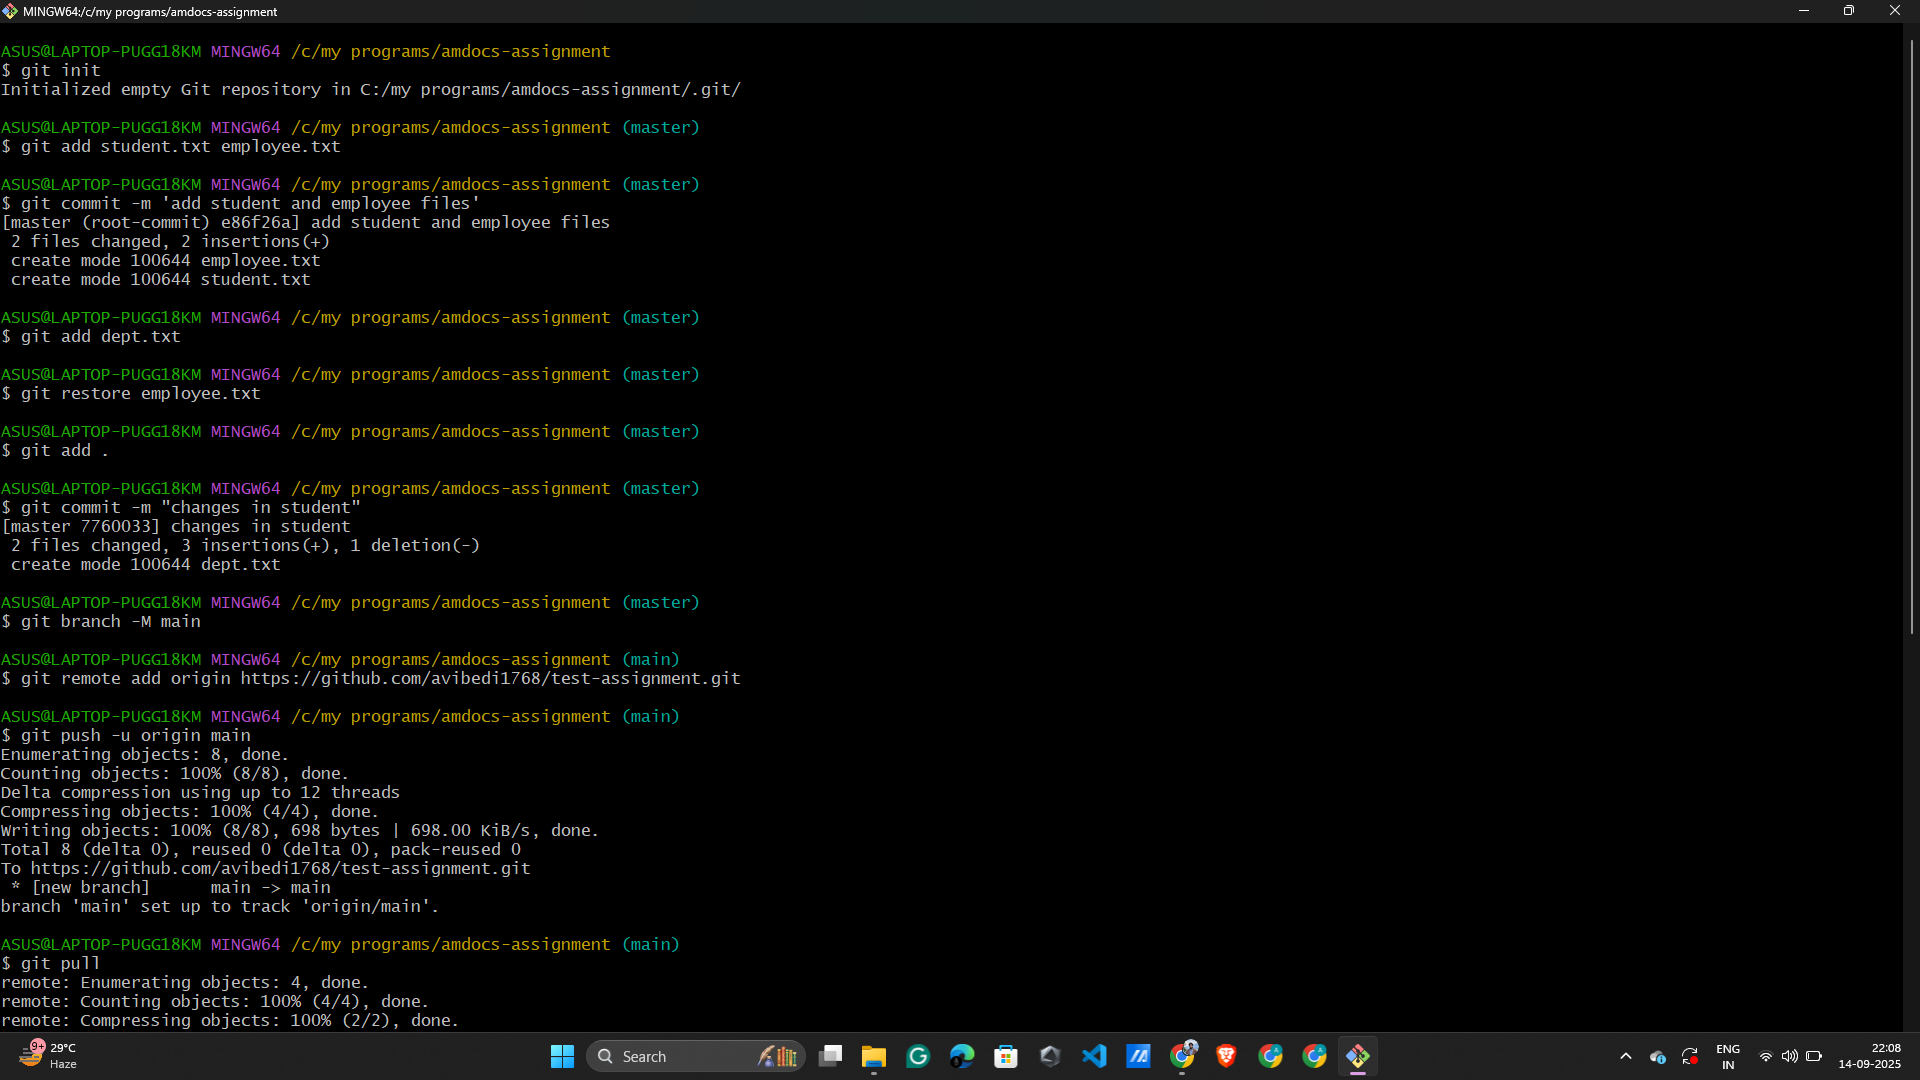 MINGW64:/c/my programs/amdocs-assignment
ASUS@LAPTOP-PUGG18KM MINGW64 /c/my programs/amdocs-assignment
$ git init
Initialized empty Git repository in C:/my programs/amdocs-assignment/.git/
ASUS@LAPTOP-PUGG18KM MINGW64 /c/my programs/amdocs-assignment (master)
$ git add student.txt employee.txt
ASUS@LAPTOP-PUGG18KM MINGW64 /c/my programs/amdocs-assignment (master)
$ git commit -m 'add student and employee files'
[master (root-commit) e86f26a] add student and employee files
 2 files changed, 2 insertions(+)
 create mode 100644 employee.txt
 create mode 100644 student.txt
ASUS@LAPTOP-PUGG18KM MINGW64 /c/my programs/amdocs-assignment (master)
$ git add dept.txt
ASUS@LAPTOP-PUGG18KM MINGW64 /c/my programs/amdocs-assignment (master)
$ git restore employee.txt
ASUS@LAPTOP-PUGG18KM MINGW64 /c/my programs/amdocs-assignment (master)
$ git add .
ASUS@LAPTOP-PUGG18KM MINGW64 /c/my programs/amdocs-assignment (master)
$ git commit -m "changes in student"
[master 7760033] changes in student
 2 files changed, 3 insertions(+), 1 deletion(-)
 create mode 100644 dept.txt
ASUS@LAPTOP-PUGG18KM MINGW64 /c/my programs/amdocs-assignment (master)
$ git branch -M main
ASUS@LAPTOP-PUGG18KM MINGW64 /c/my programs/amdocs-assignment (main)
$ git remote add origin https://github.com/avibedi1768/test-assignment.git
ASUS@LAPTOP-PUGG18KM MINGW64 /c/my programs/amdocs-assignment (main)
$ git push -u origin main
Enumerating objects: 8, done.
Counting objects: 100% (8/8), done.
Delta compression using up to 12 threads
Compressing objects: 100% (4/4), done.
Writing objects: 100% (8/8), 698 bytes | 698.00 KiB/s, done.
Total 8 (delta 0), reused 0 (delta 0), pack-reused 0
To https://github.com/avibedi1768/test-assignment.git
 * [new branch]      main -> main
branch 'main' set up to track 'origin/main'.
ASUS@LAPTOP-PUGG18KM MINGW64 /c/my programs/amdocs-assignment (main)
$ git pull
remote: Enumerating objects: 4, done.
remote: Counting objects: 100% (4/4), done.
remote: Compressing objects: 100% (2/2), done.
9+
29°C
Haze
Search
ENG
IN
22:08
14-09-2025